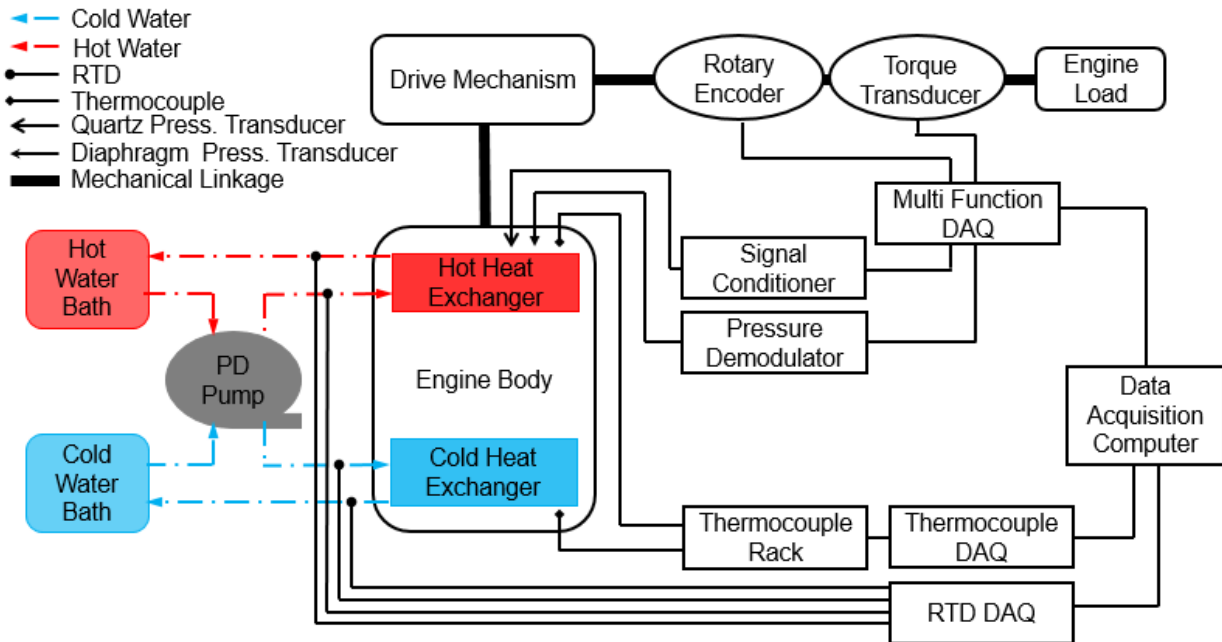 Cold Water
Hot Water
RTD
Thermocouple
Quartz Press. Transducer
Diaphragm Press. Transducer
Mechanical Linkage
Drive Mechanism
Rotary
Encoder
Torque
Transducer
Engine
Load
Multi Function
DAQ
Signal
Conditioner
Pressure
Demodulator
Hot
Water
Bath
Hot Heat
Exchanger
PD
Pump
Engine Body
Data
Acquisition
Computer
Cold
Water
Bath
Cold Heat
Exchanger
Thermocouple
Rack
Thermocouple
DAQ
RTD DAQ